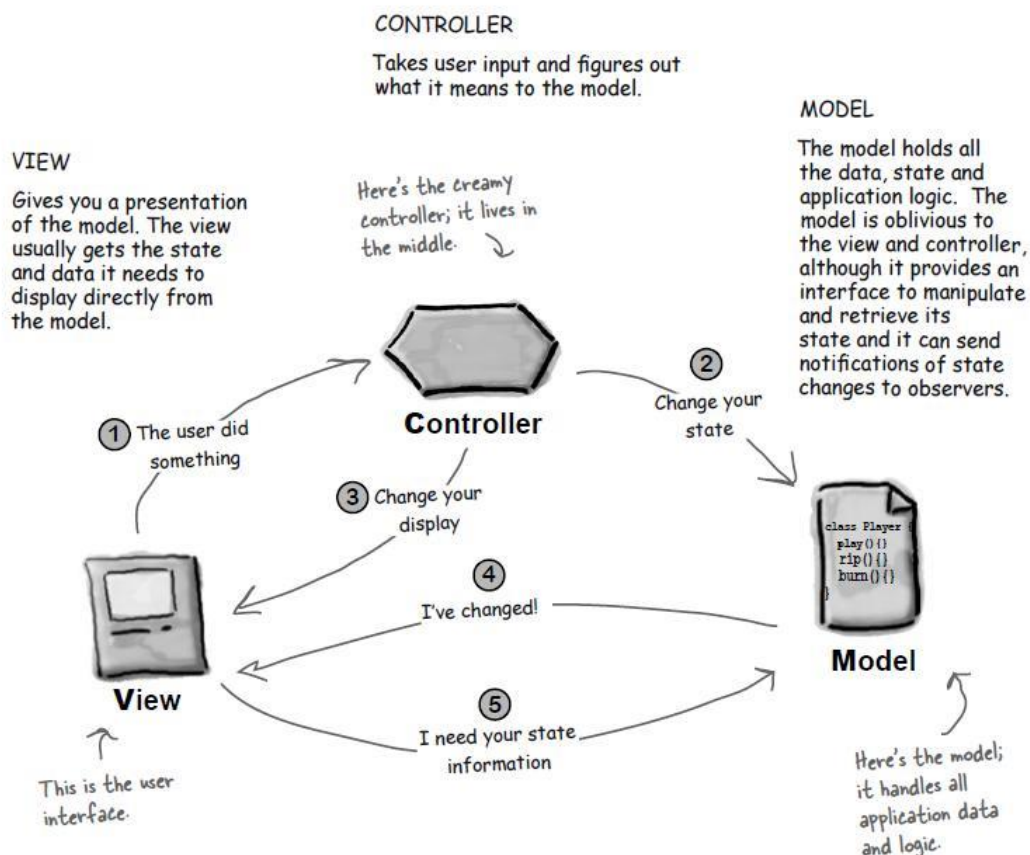 CONTROLLER
Takes user input and figures out
what it means to the model.
MODEL
The model holds all
the data, state and
application logic. The
model is oblivious to
the view and controller,
although it provides an
interface to manipulate
and retrieve its
state and it can send
notifications of state
changes to observers.
VIEW
Gives you a presentation
of the model. The view
usually gets the state
and data it needs to
display directly from
the model.
Here's the creamy
controller; it lives in
the middle.
Controller
1 The user did
something
2
Change your
state
3 Change your
display
4
I've changed!
5
I need your state
information
class Player {
play(){}
rip(){}
burn(){}
}
View
Model
This is the user
interface.
Here's the model;
it handles all
application data
and logic.